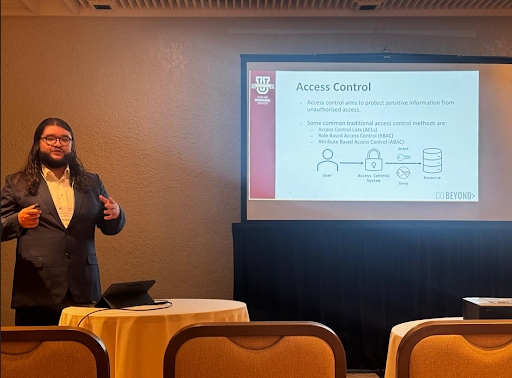 Access Control
Access control aims to protect sensitive information from
unauthorized access.
Some common traditional access control methods are:
Access Control Lists (ACLs)
Role Based Access Control (RBAC)
Attribute Based Access Control (ABAC)
Grant
User
Access Control
System
Deny
Resource
GO BEYOND>